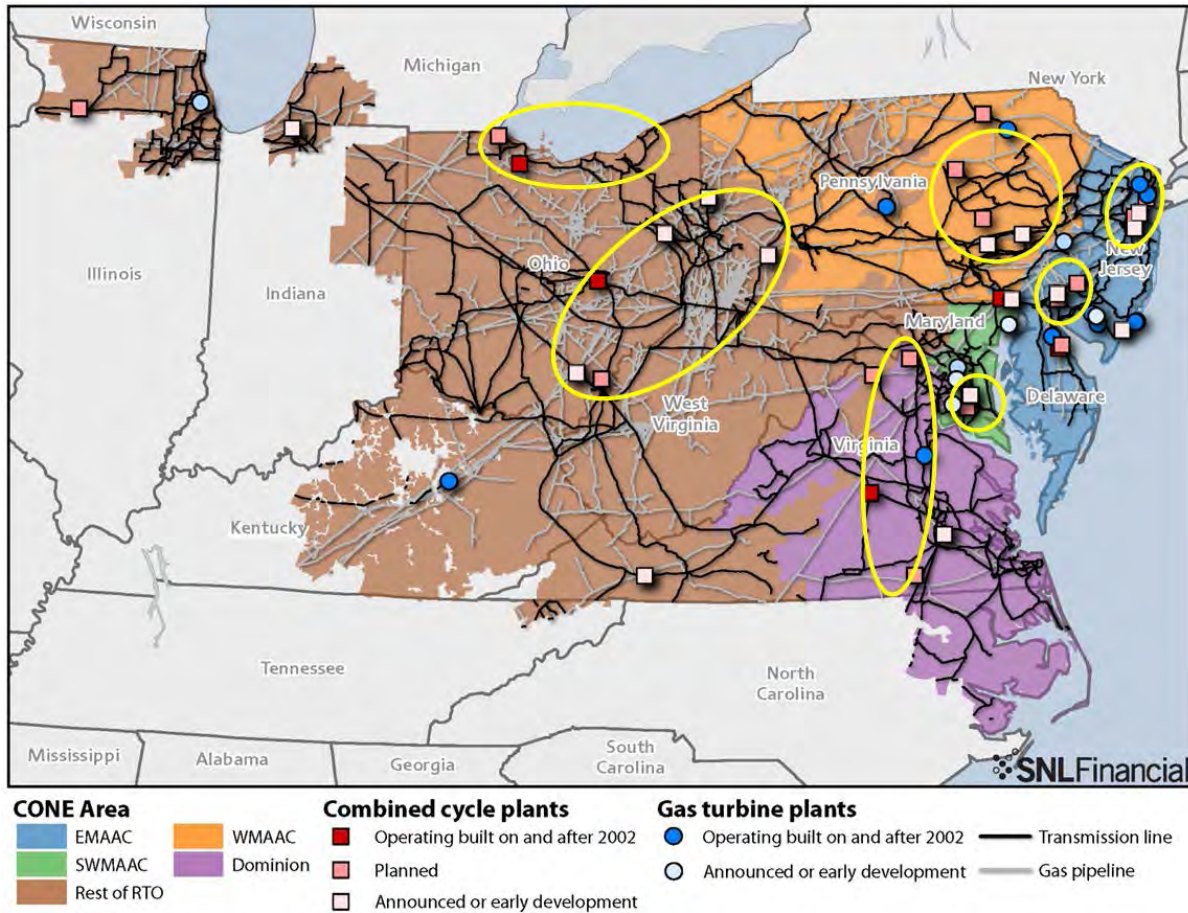 Wisconsin
Michigan
New York
Pennsylvania
Illinois
Indiana
Ohio
New
Jersey
Maryland
West
Virginia
Delaware
Virginia
Kentucky
Tennessee
North
Carolina
South
Carolina
Mississippi
Alabama
Georgia
SNLFinancial
CONE Area
EMAAC
WMAAC
SWMAAC
Dominion
Rest of RTO
Combined cycle plants
Operating built on and after 2002
Planned
Announced or early development
Gas turbine plants
Operating built on and after 2002
Announced or early development
Transmission line
Gas pipeline